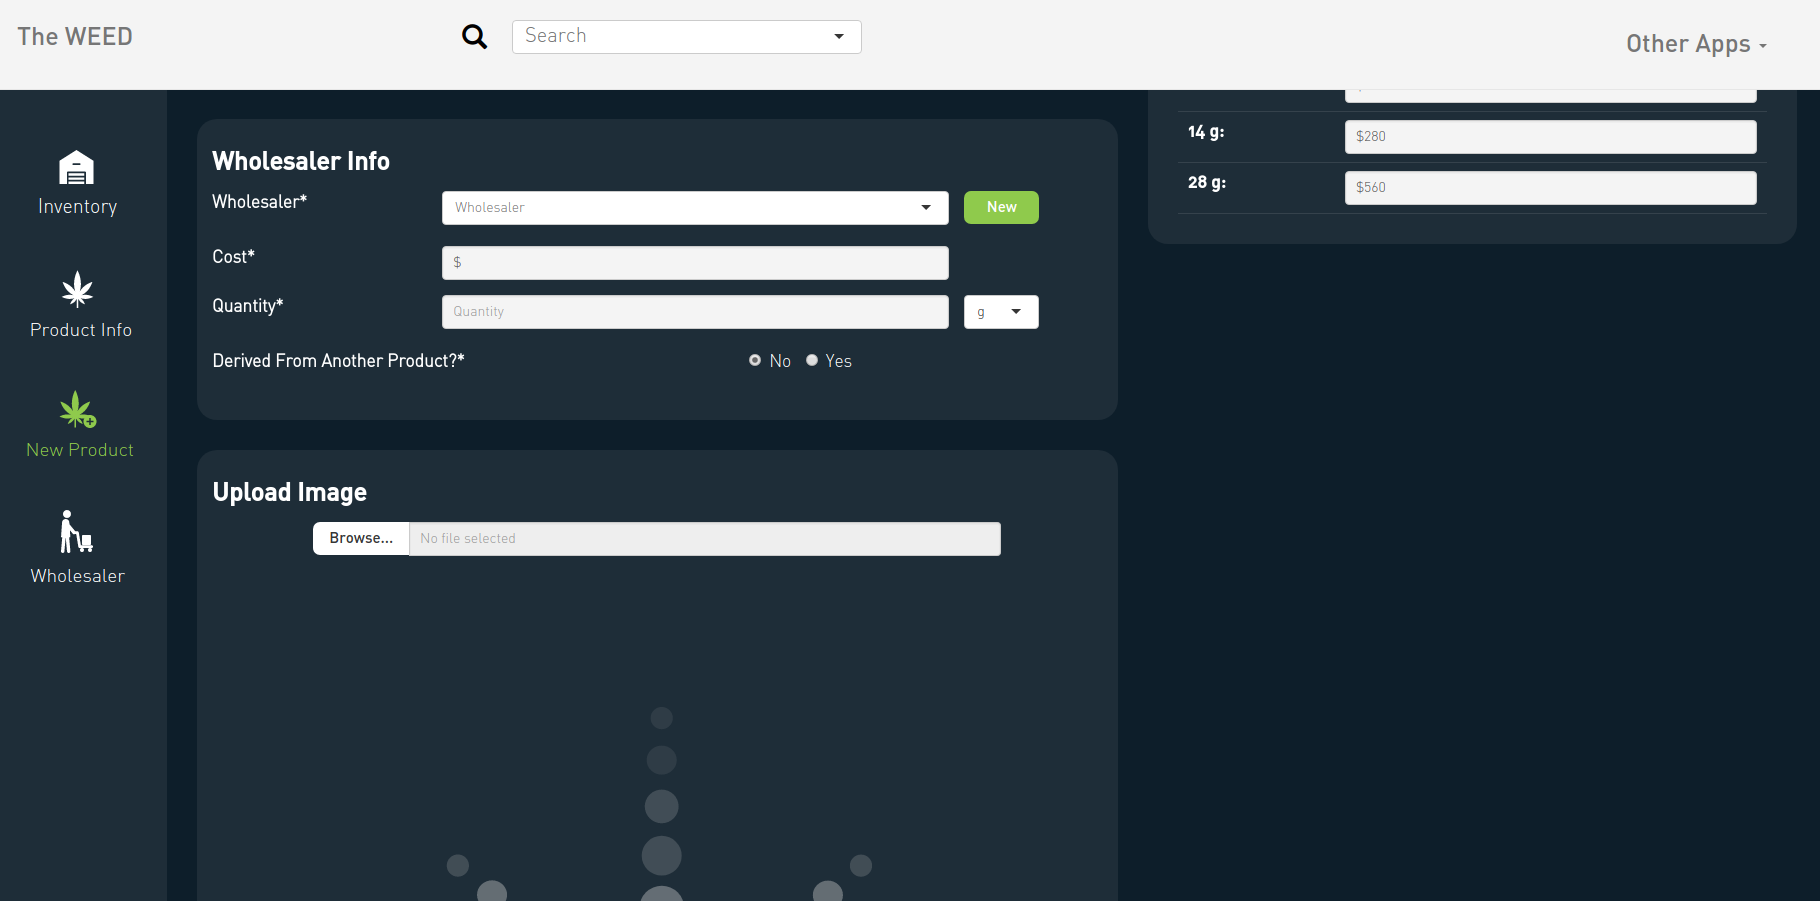 The WEED
Search
Other Apps
Inventory
Product Info
New Product
Wholesaler
Wholesaler Info
Wholesaler*
Wholesaler
New
Cost*
$
Quantity*
Quantity
g
Derived From Another Product?*
No
Yes
Upload Image
Browse...
No file selected
14 g:
$280
28 g:
$560